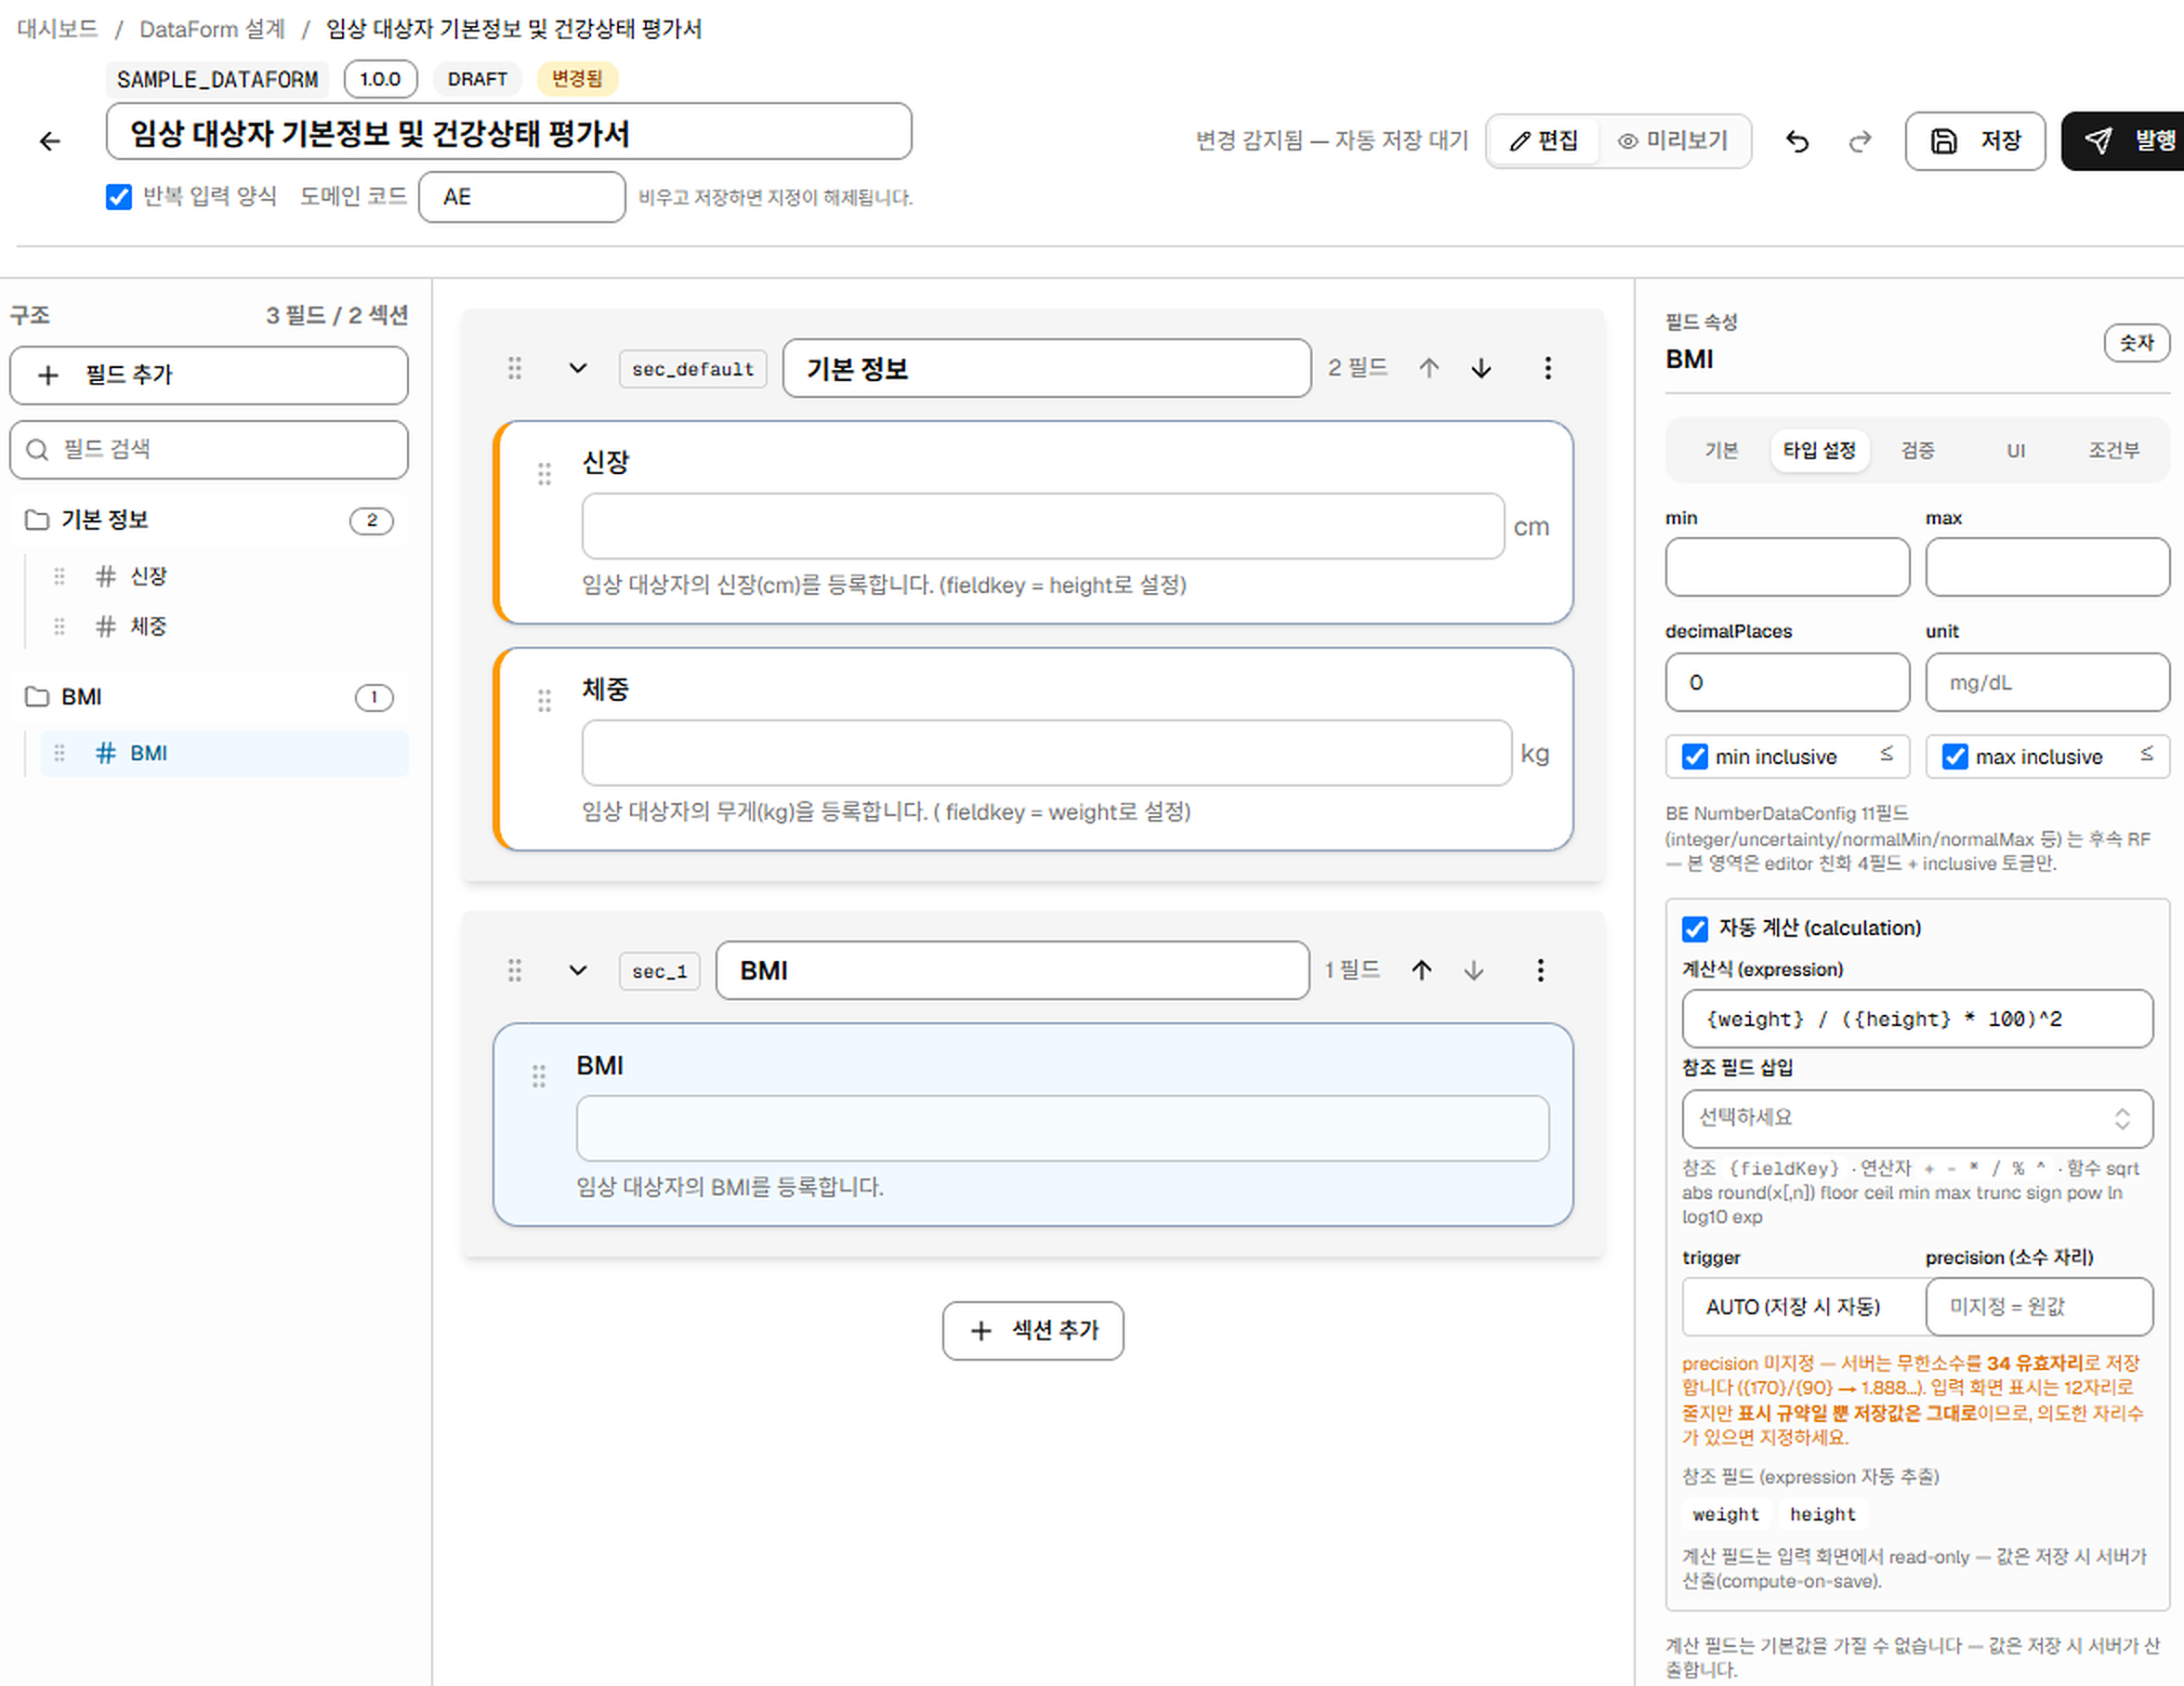 대시보드 / DataForm 설계 / 임상 대상자 기본정보 및 건강상태 평가서
SAMPLE_DATAFORM 1.0.0 DRAFT 변경됨
임상 대상자 기본정보 및 건강상태 평가서
변경 감지됨 — 자동 저장 대기 편집 미리보기 저장 발행
반복 입력 양식 도메인 코드 AE 비우고 저장하면 지정이 해제됩니다.
구조 3 필드 / 2 섹션
+ 필드 추가
필드 검색
기본 정보 2
# 신장
# 체중
BMI 1
# BMI
sec_default 기본 정보 2 필드
신장
cm
임상 대상자의 신장(cm)를 등록합니다. (fieldkey = height로 설정)
체중
kg
임상 대상자의 무게(kg)을 등록합니다. ( fieldkey = weight로 설정)
sec_1 BMI 1 필드
BMI
임상 대상자의 BMI를 등록합니다.
+ 섹션 추가
필드 속성
BMI 숫자
기본 타입 설정 검증 UI 조건부
min max
decimalPlaces unit
0 mg/dL
min inclusive ≤ max inclusive ≤
BE NumberDataConfig 11필드
(integer/uncertainty/normalMin/normalMax 등) 는 후속 RF
— 본 영역은 editor 친화 4필드 + inclusive 토글만.
자동 계산 (calculation)
계산식 (expression)
{weight} / ({height} * 100)^2
참조 필드 삽입
선택하세요
참조 {fieldKey} · 연산자 + - * / % ^ · 함수 sqrt
abs round(x[,n]) floor ceil min max trunc sign pow ln
log10 exp
trigger precision (소수 자리)
AUTO (저장 시 자동) 미지정 = 원값
precision 미지정 — 서버는 무한소수를 34 유효자리로 저장
합니다 ({170}/{90} → 1.888…). 입력 화면 표시는 12자리로
줄지만 표시 규약일 뿐 저장값은 그대로이므로, 의도한 자리수
가 있으면 지정하세요.
참조 필드 (expression 자동 추출)
weight height
계산 필드는 입력 화면에서 read-only — 값은 저장 시 서버가
산출(compute-on-save).
계산 필드는 기본값을 가질 수 없습니다 — 값은 저장 시 서버가 산
출합니다.